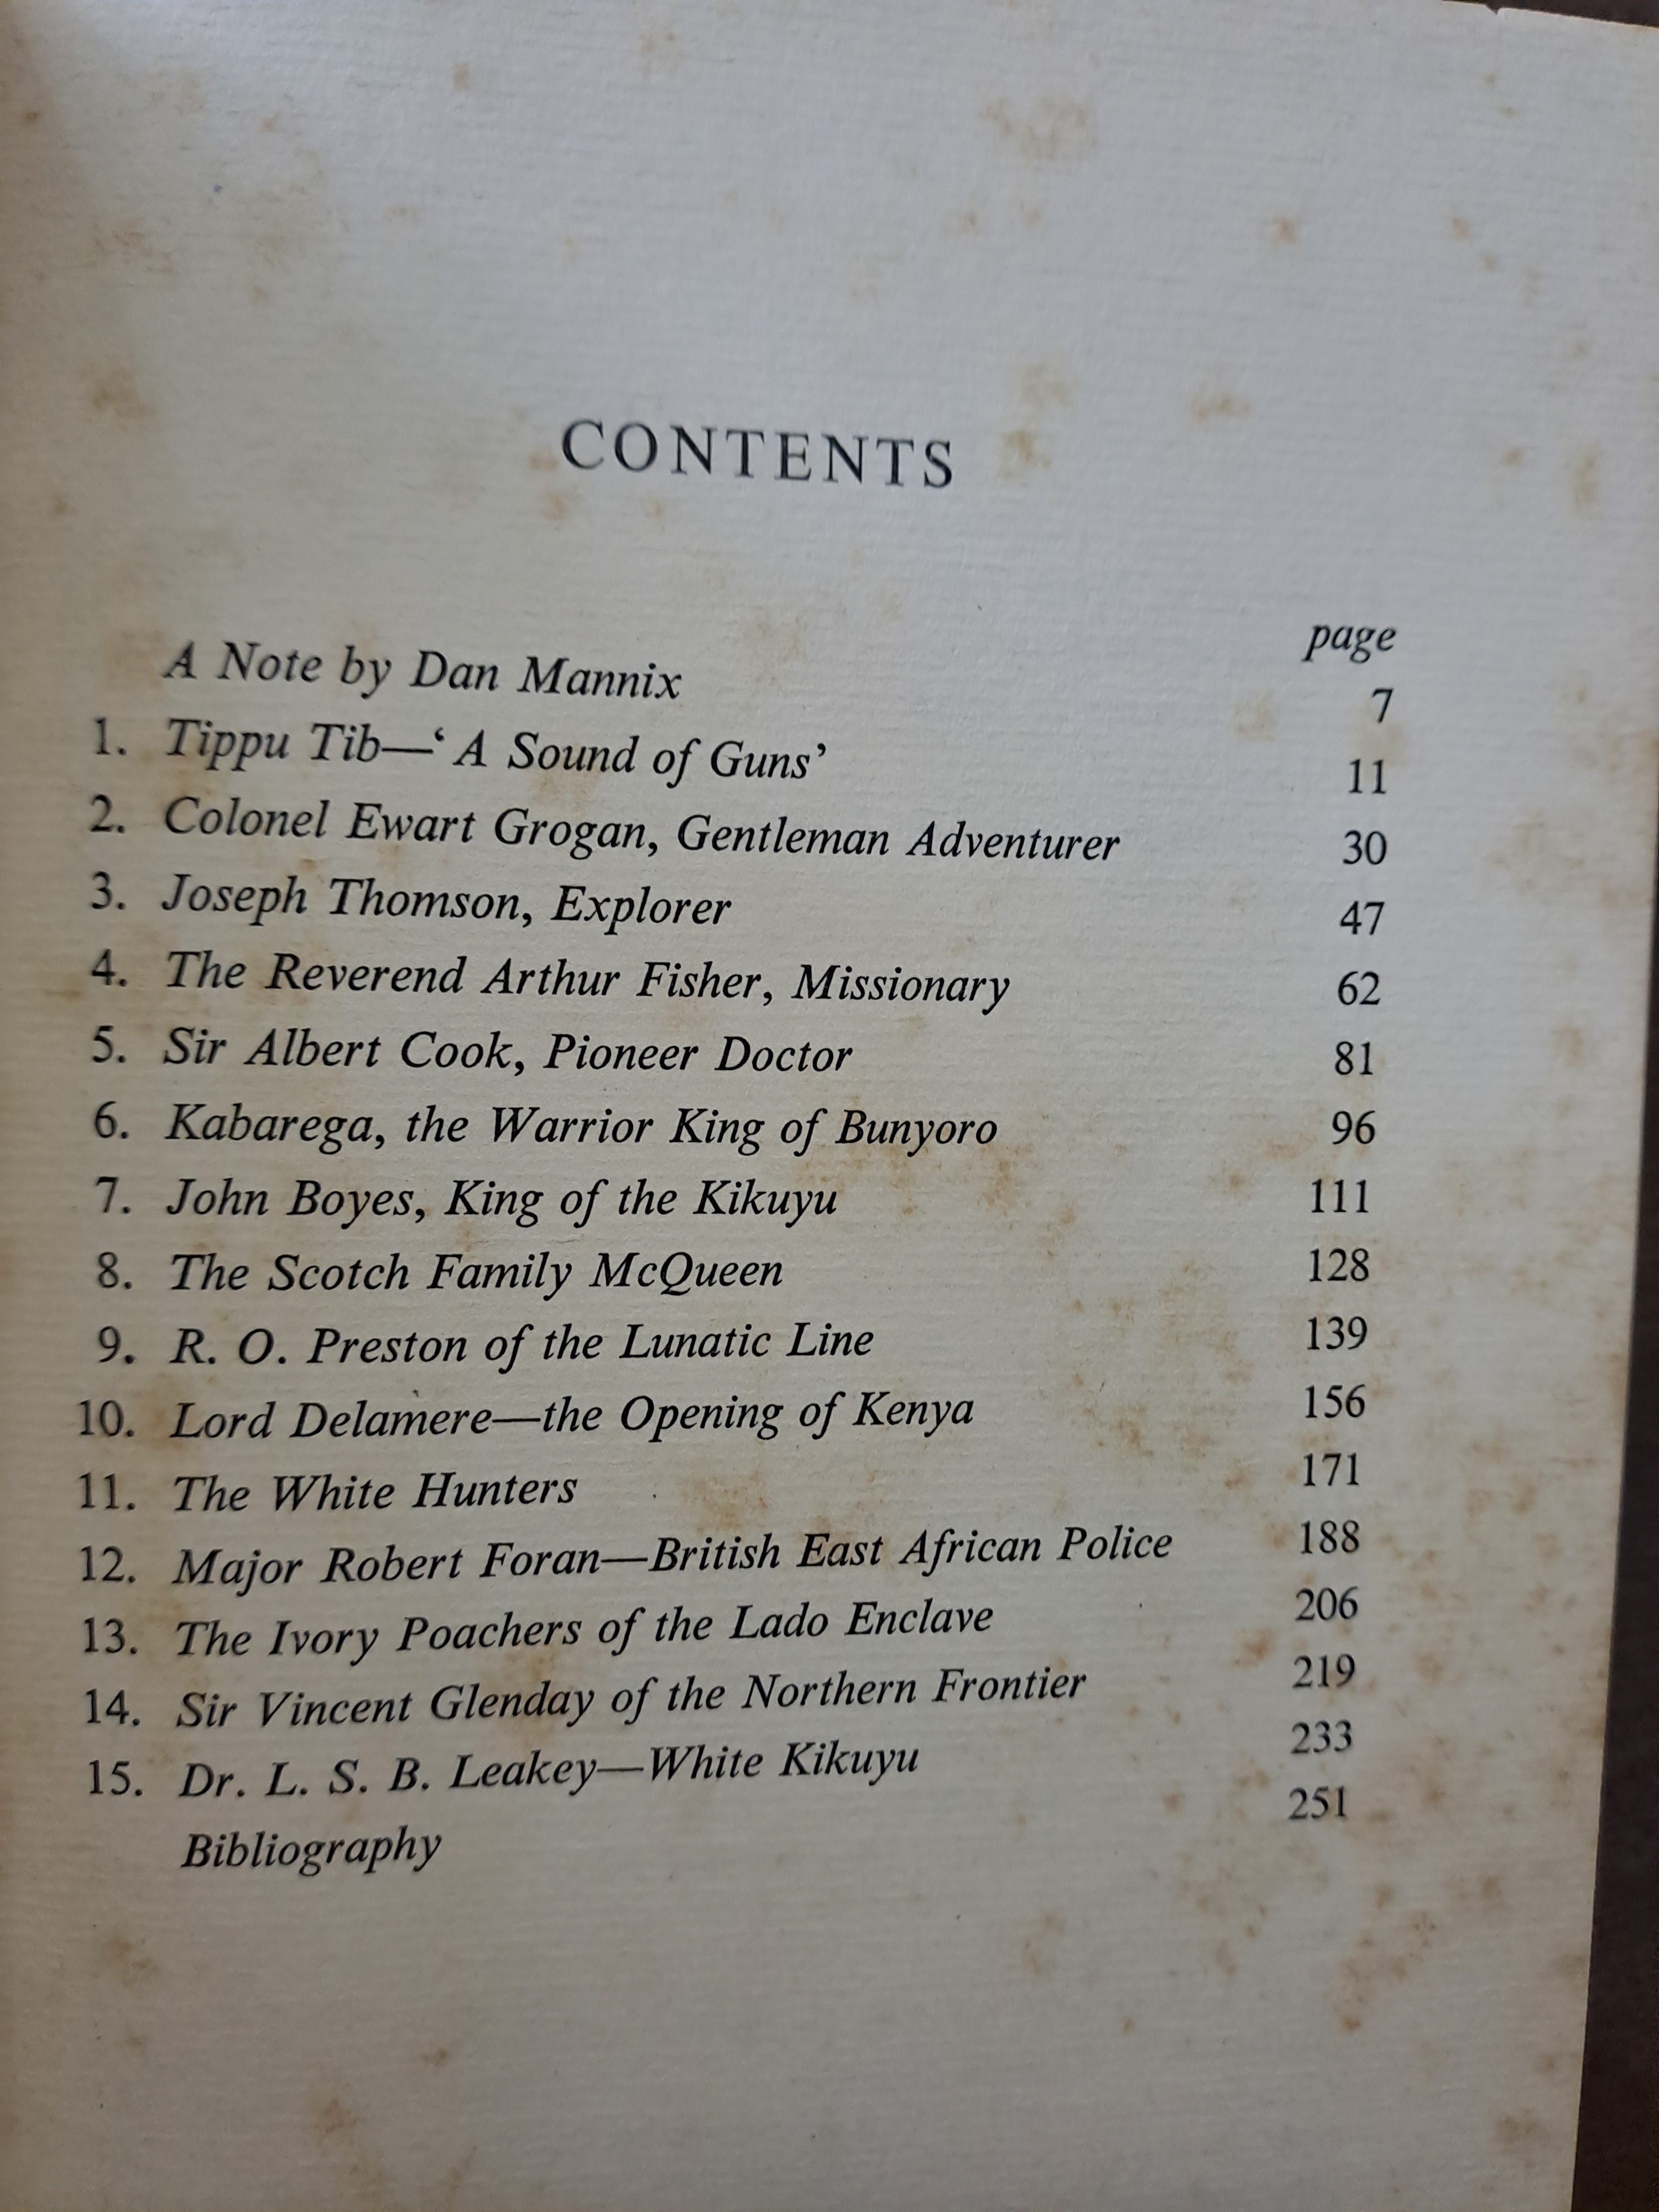 CONTENTS
page
A Note by Dan Mannix 7
1. Tippu Tib—‘A Sound of Guns’ 11
2. Colonel Ewart Grogan, Gentleman Adventurer 30
3. Joseph Thomson, Explorer 47
4. The Reverend Arthur Fisher, Missionary 62
5. Sir Albert Cook, Pioneer Doctor 81
6. Kabarega, the Warrior King of Bunyoro 96
7. John Boyes, King of the Kikuyu 111
8. The Scotch Family McQueen 128
9. R. O. Preston of the Lunatic Line 139
10. Lord Delamere—the Opening of Kenya 156
11. The White Hunters 171
12. Major Robert Foran—British East African Police 188
13. The Ivory Poachers of the Lado Enclave 206
14. Sir Vincent Glenday of the Northern Frontier 219
15. Dr. L. S. B. Leakey—White Kikuyu 233
Bibliography 251